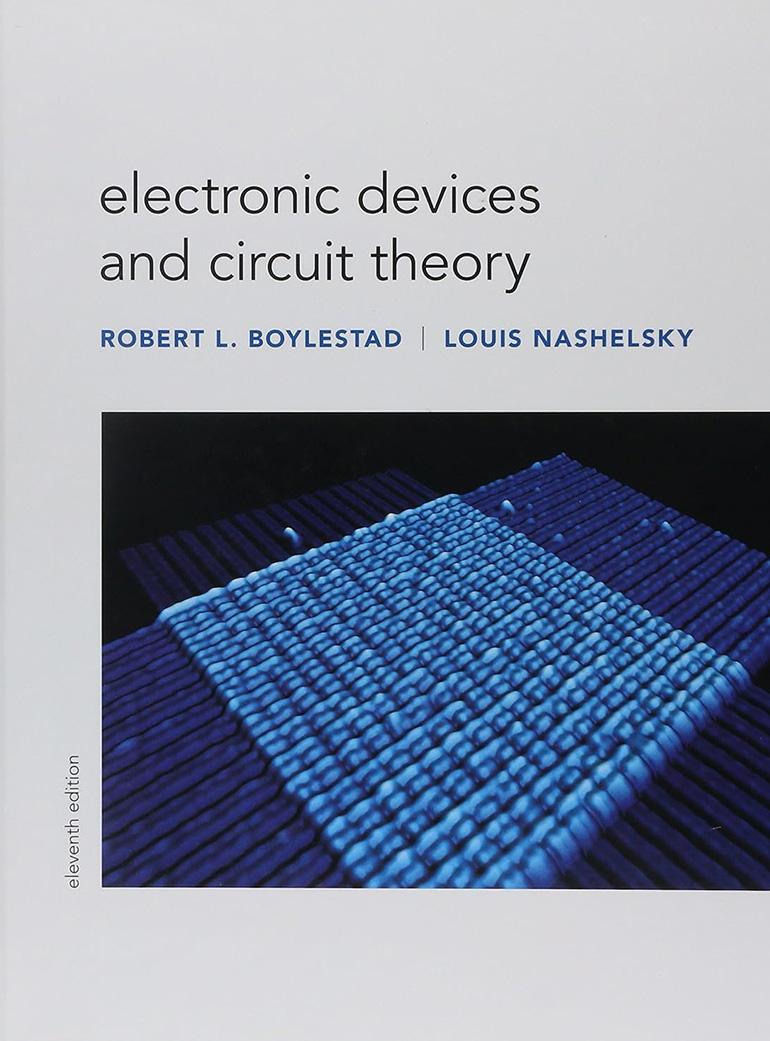 electronic devices
and circuit theory
ROBERT L. BOYLESTAD | LOUIS NASHELSKY
eleventh edition